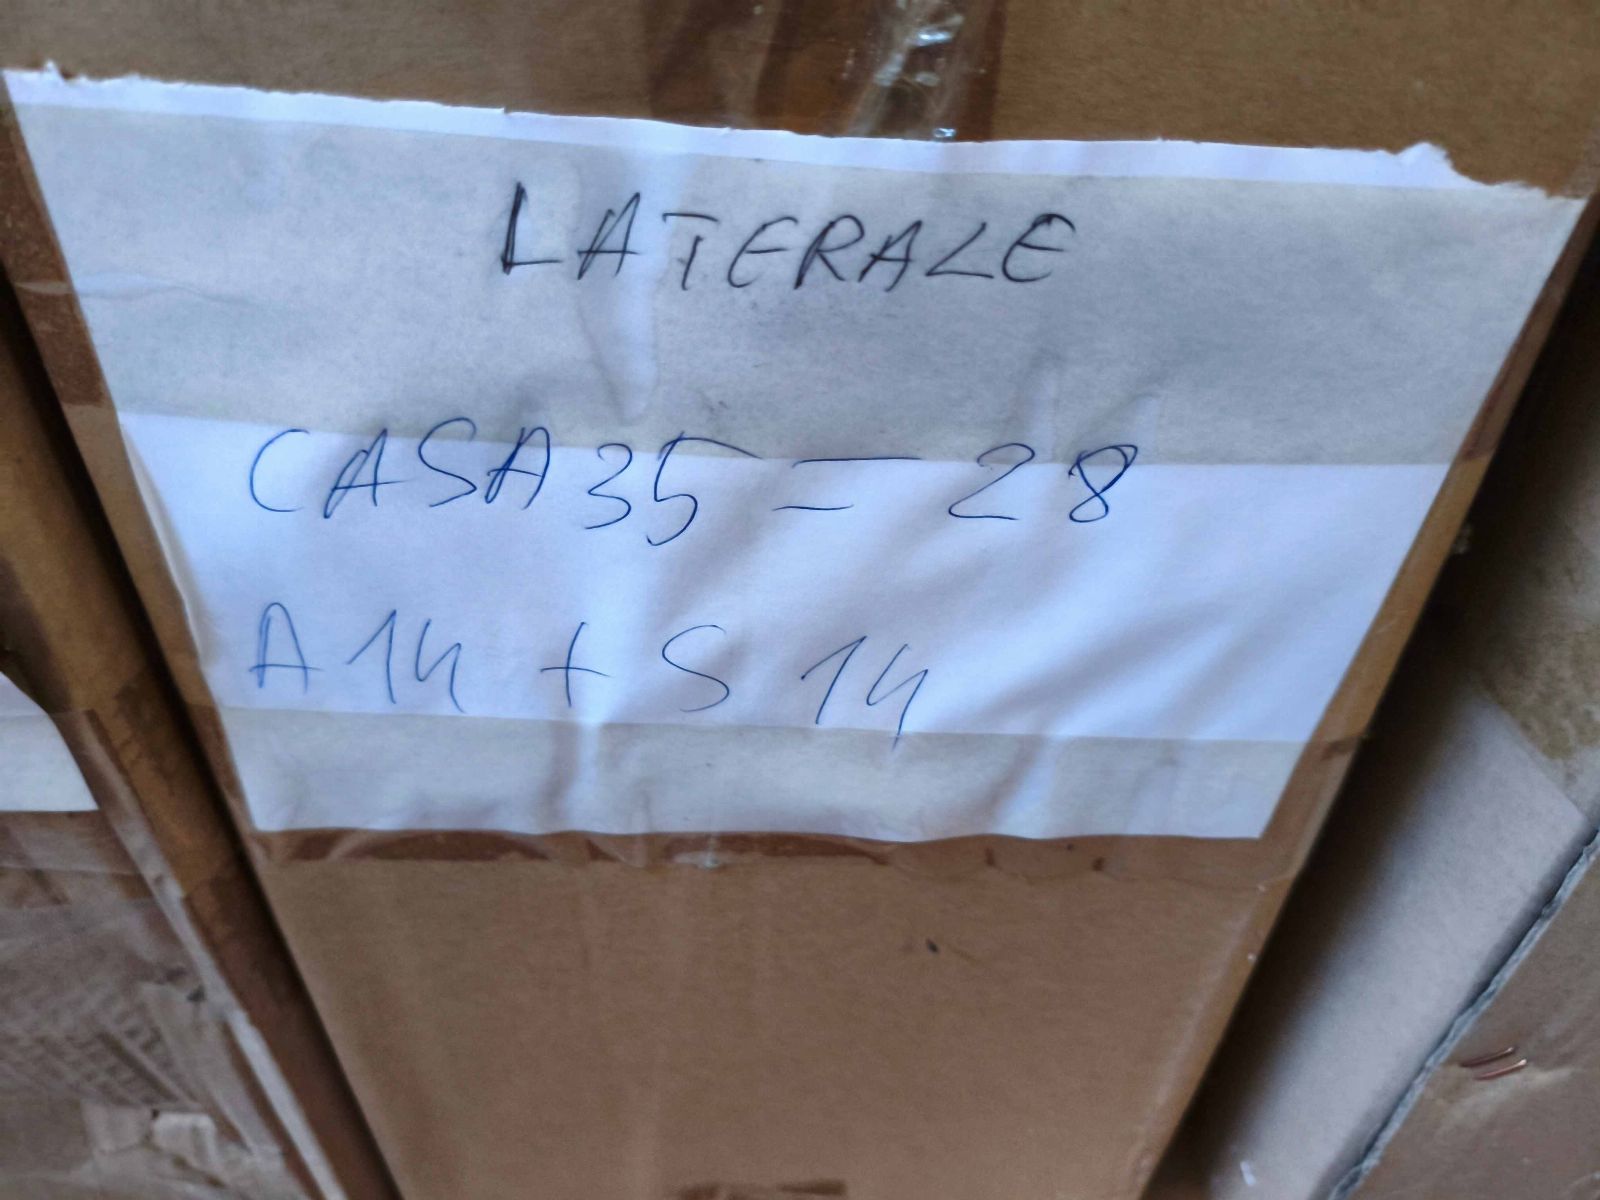 LATERALE
CASA35 = 28
A14 + S 14